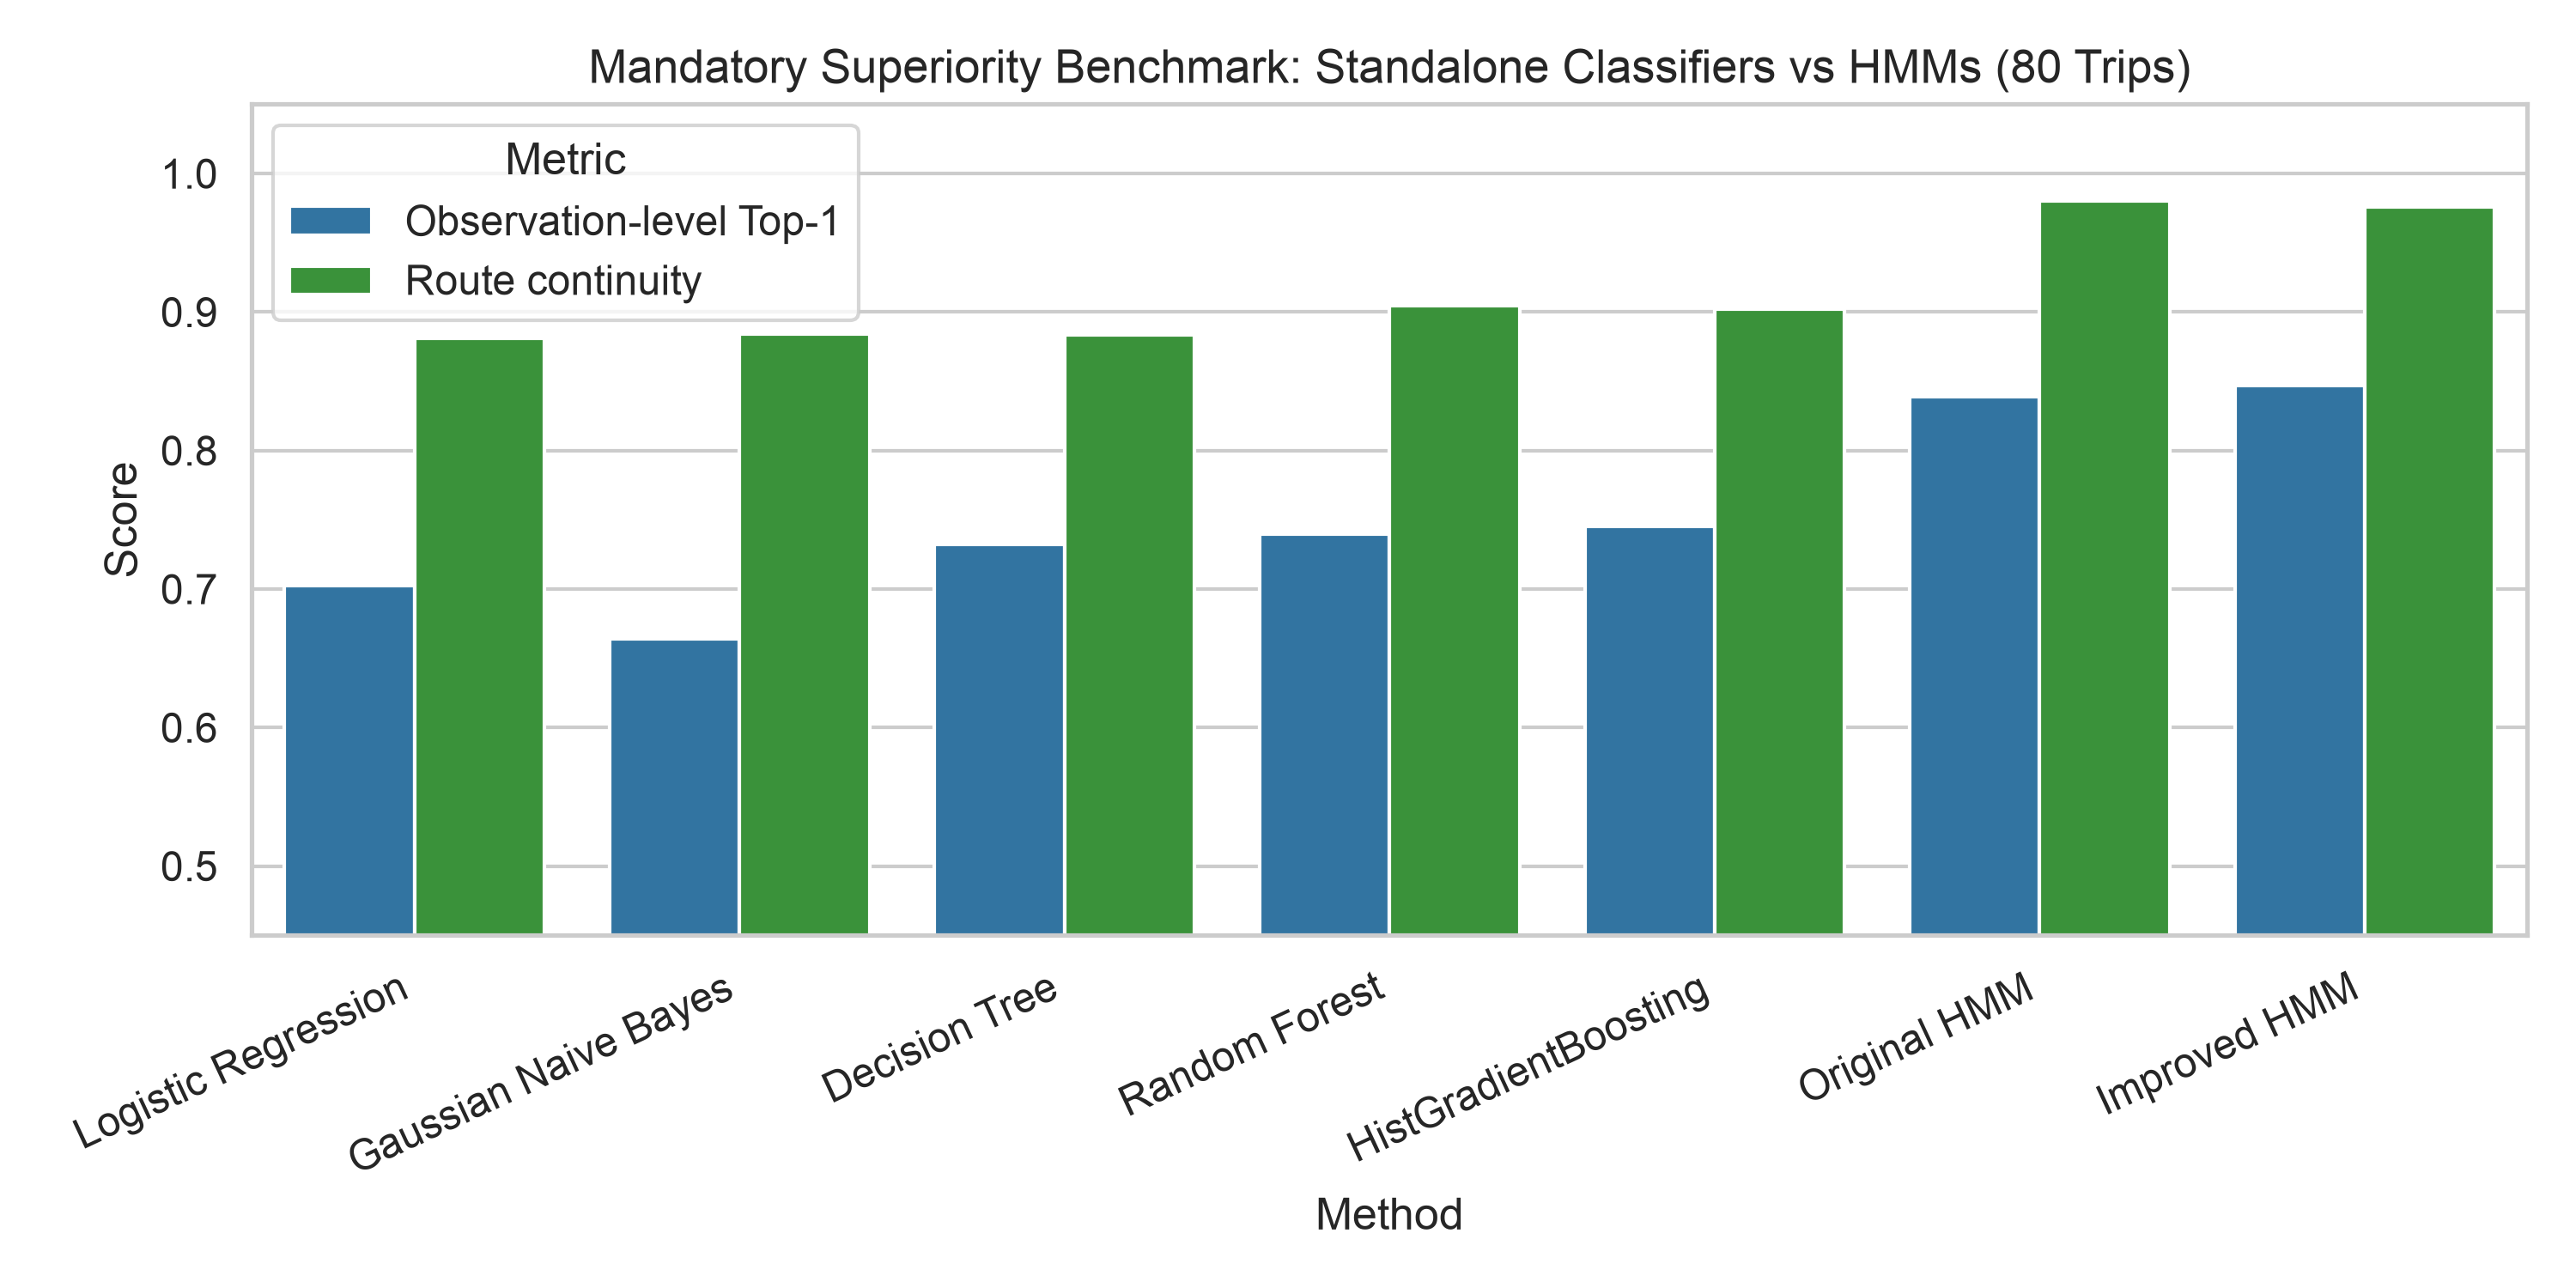 Mandatory Superiority Benchmark: Standalone Classifiers vs HMMs (80 Trips)
Metric
Observation-level Top-1
Route continuity
1.0
0.9
0.8
0.7
0.6
0.5
Score
Logistic Regression
Gaussian Naive Bayes
Decision Tree
Random Forest
HistGradientBoosting
Original HMM
Improved HMM
Method